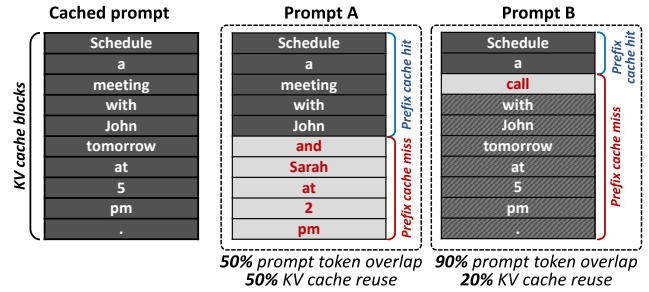 Cached prompt
KV cache blocks
Schedule
a
meeting
with
John
tomorrow
at
5
pm
.
Prompt A
Schedule
a
meeting
with
John
and
Sarah
at
2
pm
Prefix cache hit
Prefix cache miss
50% prompt token overlap
50% KV cache reuse
Prompt B
Schedule
a
call
with
John
tomorrow
at
5
pm
.
Prefix
cache hit
Prefix cache miss
90% prompt token overlap
20% KV cache reuse